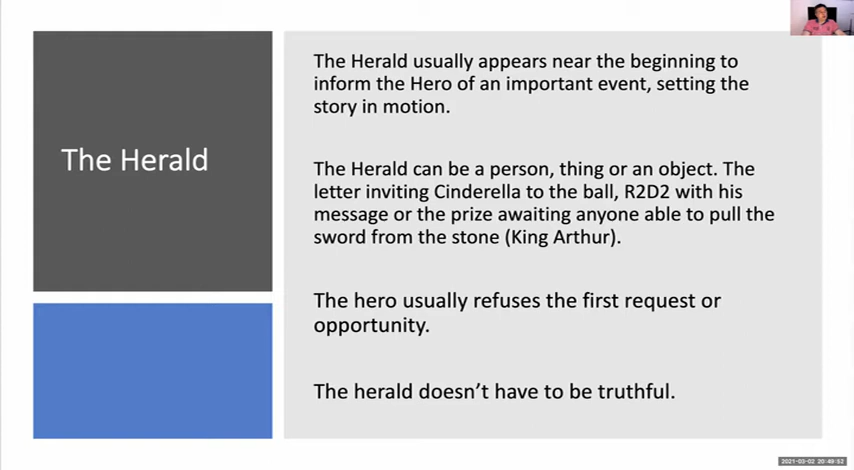 The Herald
The Herald usually appears near the beginning to
inform the Hero of an important event, setting the
story in motion.
The Herald can be a person, thing or an object. The
letter inviting Cinderella to the ball, R2D2 with his
message or the prize awaiting anyone able to pull the
sword from the stone (King Arthur).
The hero usually refuses the first request or
opportunity.
The herald doesn’t have to be truthful.
2021-03-02 20:49:52